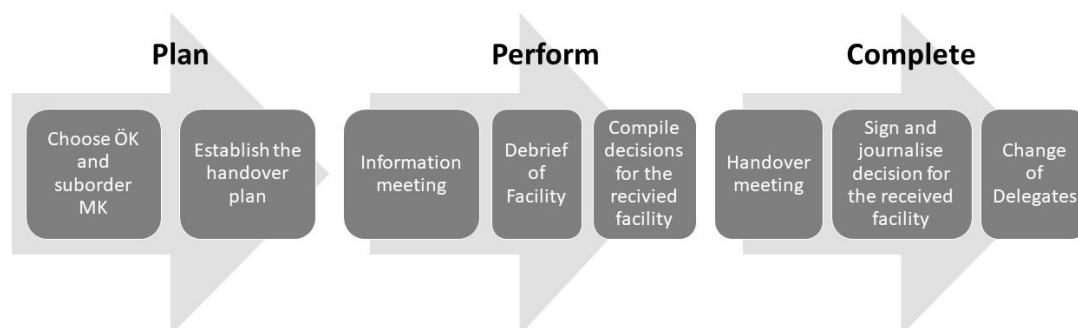 Plan
Choose ÖK
and
suborder
MK
Establish the
handover
plan
Perform
Information
meeting
Debrief
of
Facility
Compile
decisions
for the
recivied
facility
Complete
Handover
meeting
Sign and
journalise
decision for
the received
facility
Change
of
Delegates